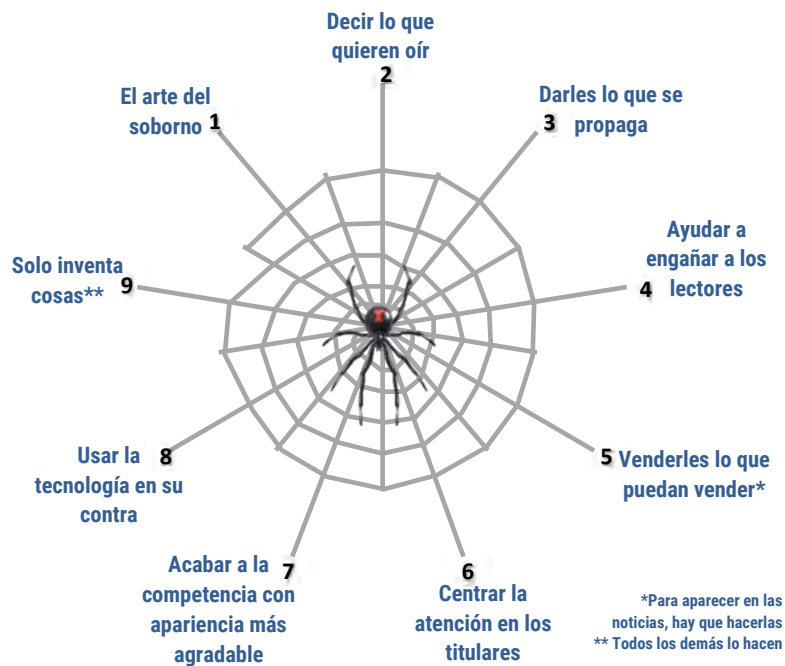 El arte del
soborno 1
Decir lo que
quieren oír
2
Darles lo que se
3 propaga
Ayudar a
engañar a los
4 lectores
5 Venderles lo que
puedan vender*
6
Centrar la
atención en los
titulares
Acabar a la 7
competencia con
apariencia más
agradable
Usar la 8
tecnología en su
contra
Solo inventa
cosas** 9
*Para aparecer en las
noticias, hay que hacerlas
** Todos los demás lo hacen